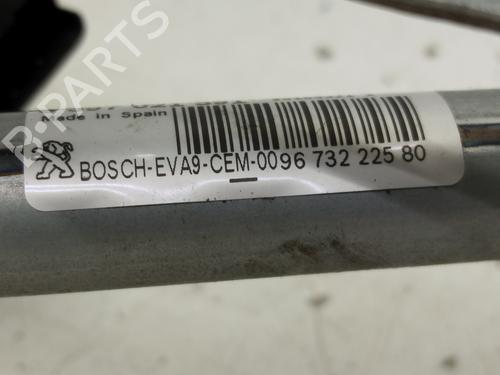 Made in Spain
BOSCH-EVA9-CEM-0096 732 225 80
B-PARTS